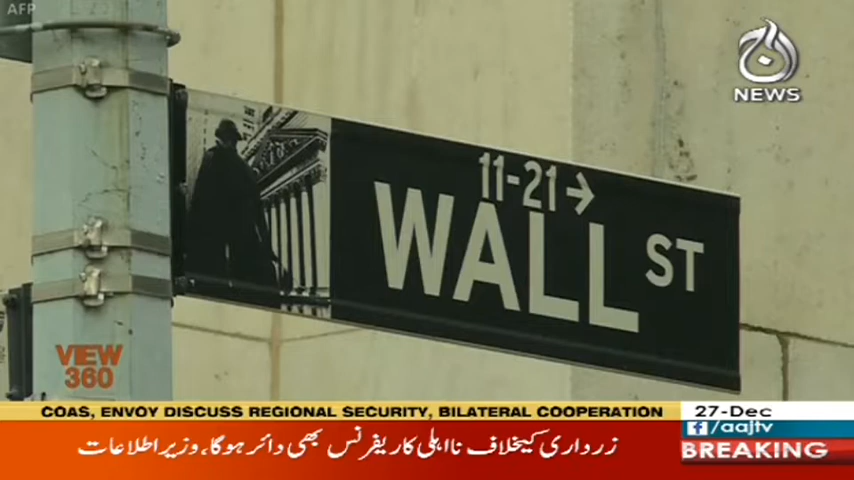 AFP
NEWS
11-21 →
WALL ST
VIEW
360
COAS, ENVOY DISCUSS REGIONAL SECURITY, BILATERAL COOPERATION
27-Dec
/aajtv
زرداری کیخلاف نااہلی کا ریفرنس بھی دائر ہوگا، وزیر اطلاعات
BREAKING